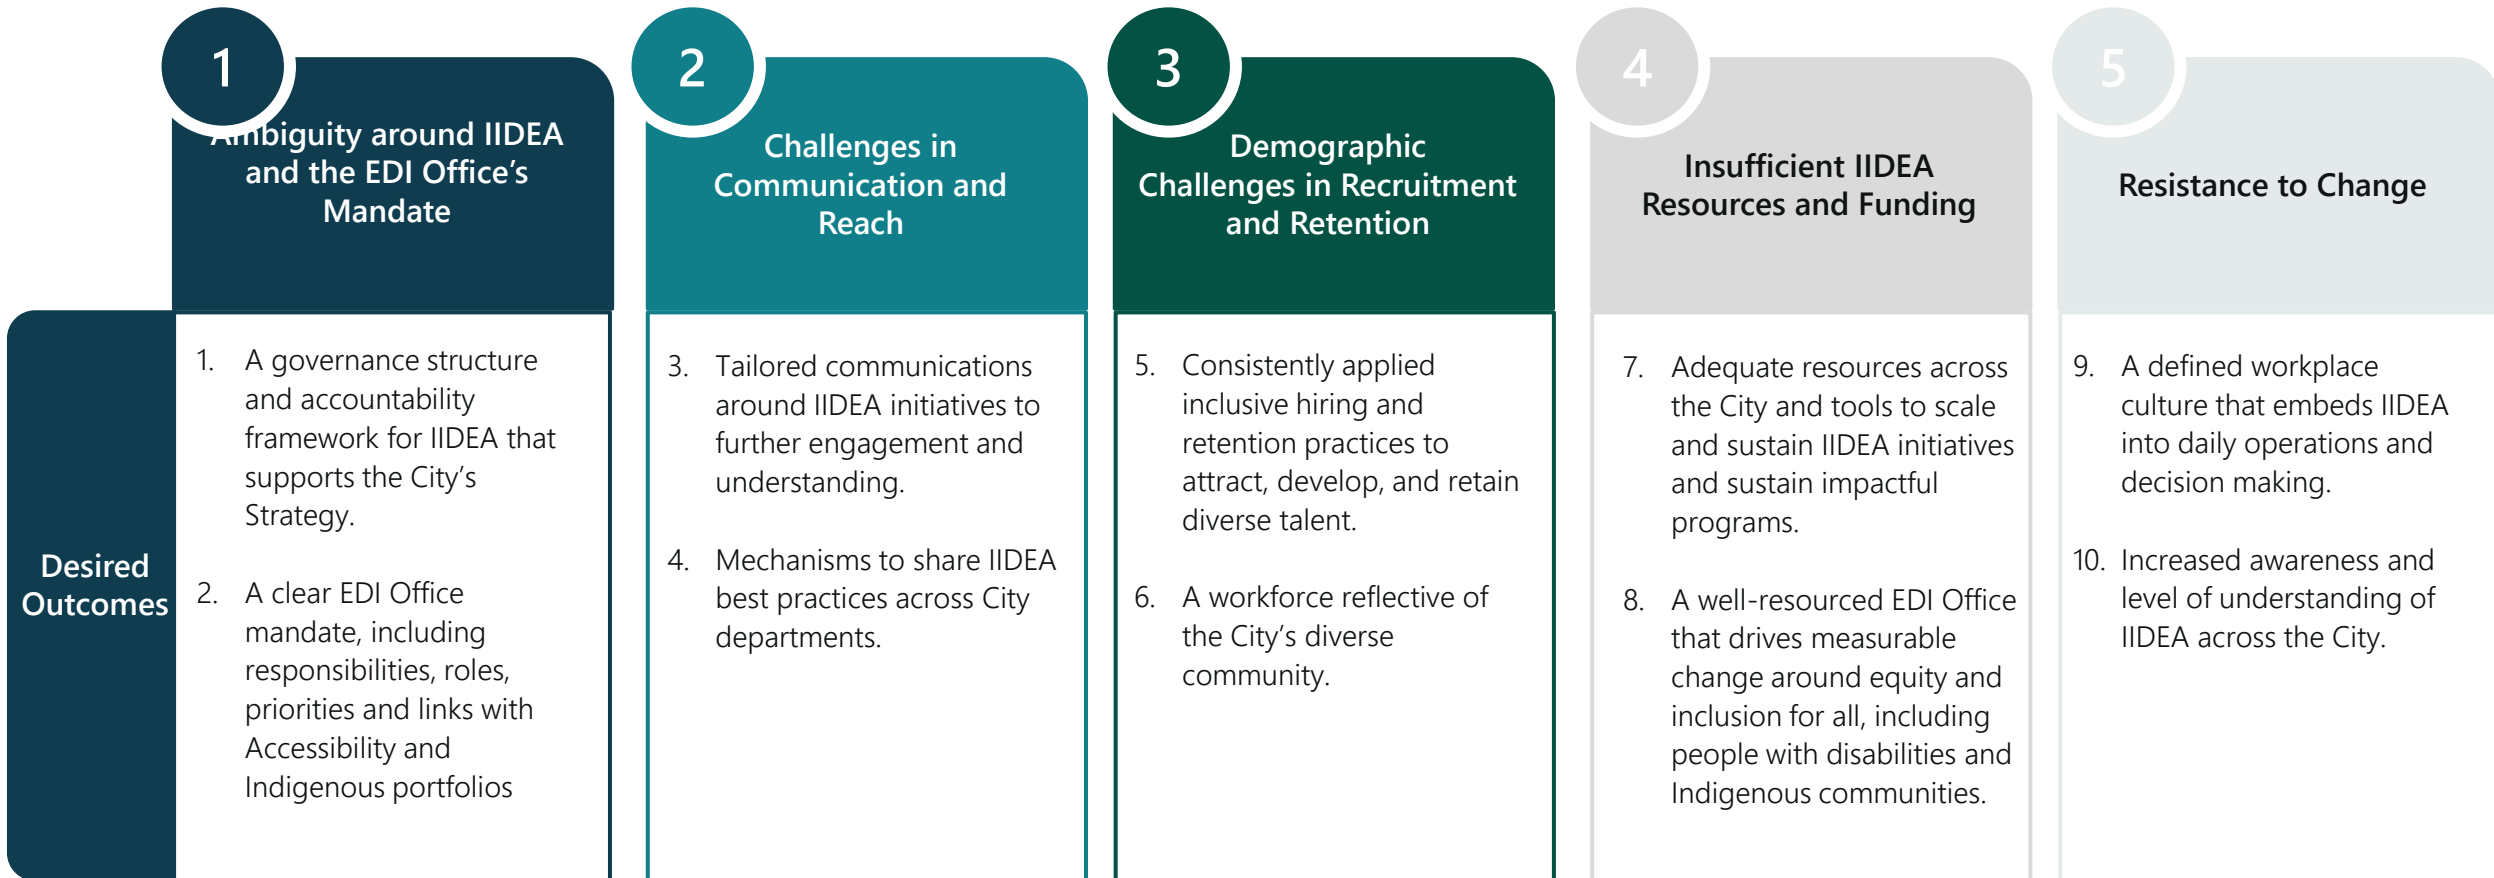 1
Ambiguity around IIDEA
and the EDI Office’s
Mandate
2
Challenges in
Communication and
Reach
3
Demographic
Challenges in Recruitment
and Retention
4
Insufficient IIDEA
Resources and Funding
5
Resistance to Change
Desired
Outcomes
1. A governance structure
and accountability
framework for IIDEA that
supports the City’s
Strategy.
2. A clear EDI Office
mandate, including
responsibilities, roles,
priorities and links with
Accessibility and
Indigenous portfolios
3. Tailored communications
around IIDEA initiatives to
further engagement and
understanding.
4. Mechanisms to share IIDEA
best practices across City
departments.
5. Consistently applied
inclusive hiring and
retention practices to
attract, develop, and retain
diverse talent.
6. A workforce reflective of
the City’s diverse
community.
7. Adequate resources across
the City and tools to scale
and sustain IIDEA initiatives
and sustain impactful
programs.
8. A well-resourced EDI Office
that drives measurable
change around equity and
inclusion for all, including
people with disabilities and
Indigenous communities.
9. A defined workplace
culture that embeds IIDEA
into daily operations and
decision making.
10. Increased awareness and
level of understanding of
IIDEA across the City.